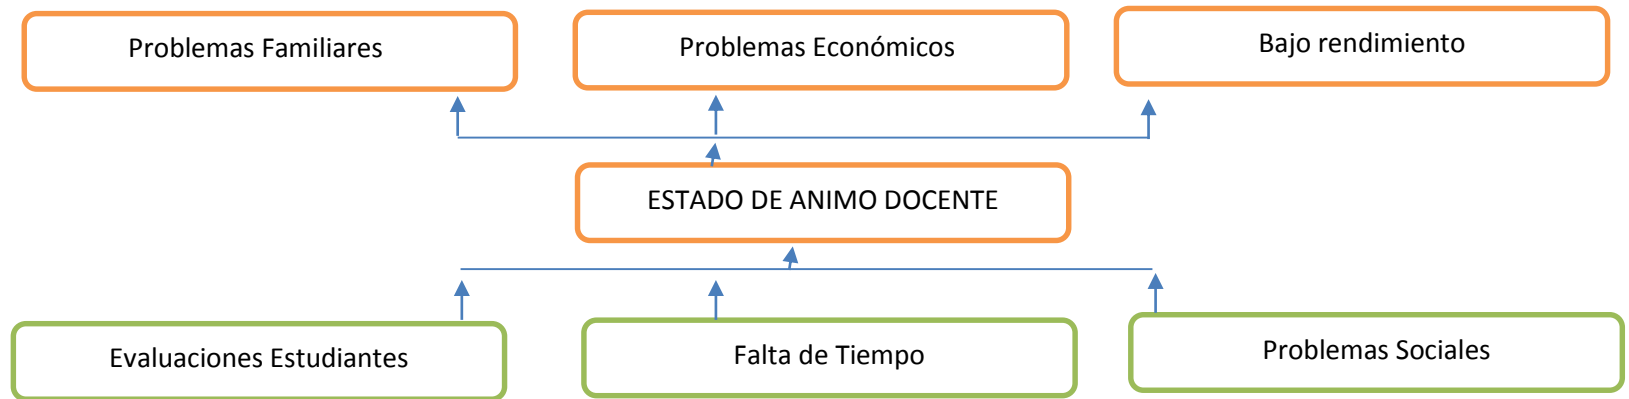 Problemas Familiares
Problemas Económicos
Bajo rendimiento
ESTADO DE ANIMO DOCENTE
Evaluaciones Estudiantes
Falta de Tiempo
Problemas Sociales